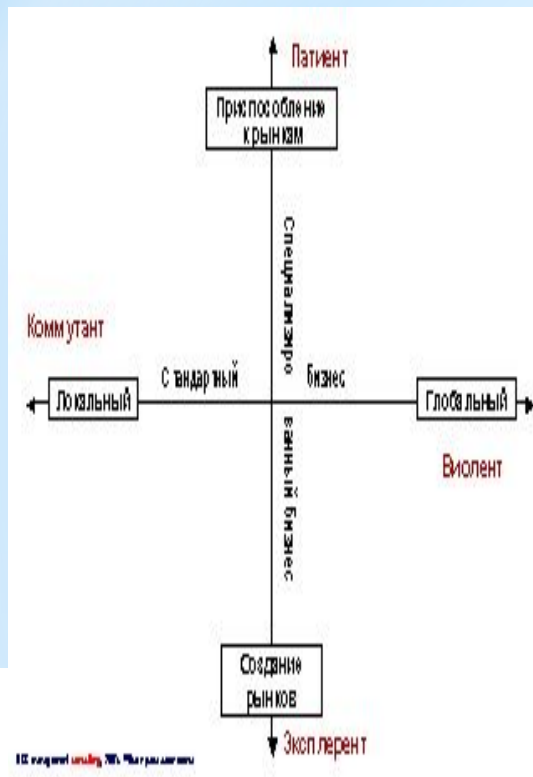 Патиент
Приспособление
к рынкам
Специализиро
Коммутант
Стандартный бизнес
Локальный
Глобальный
Виолент
ванный бизнес
Создание
рынков
Эксплерент